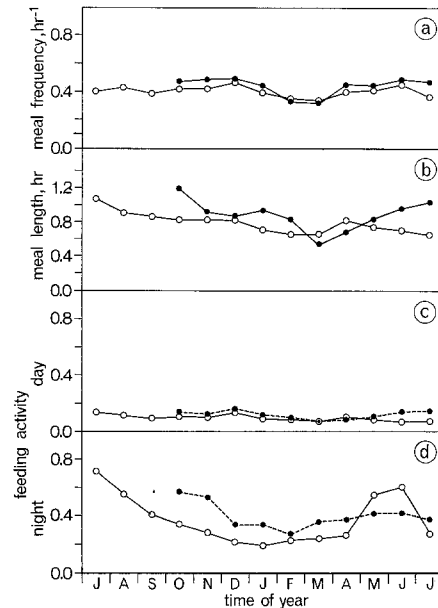 meal frequency, hr-1
0.8
0.4
0.0
a
meal length, hr
1.2
0.8
0.4
0.0
b
feeding activity
day
0.8
0.4
0.0
c
night
0.8
0.4
0.0
d
J A S O N D J F M A M J J
time of year